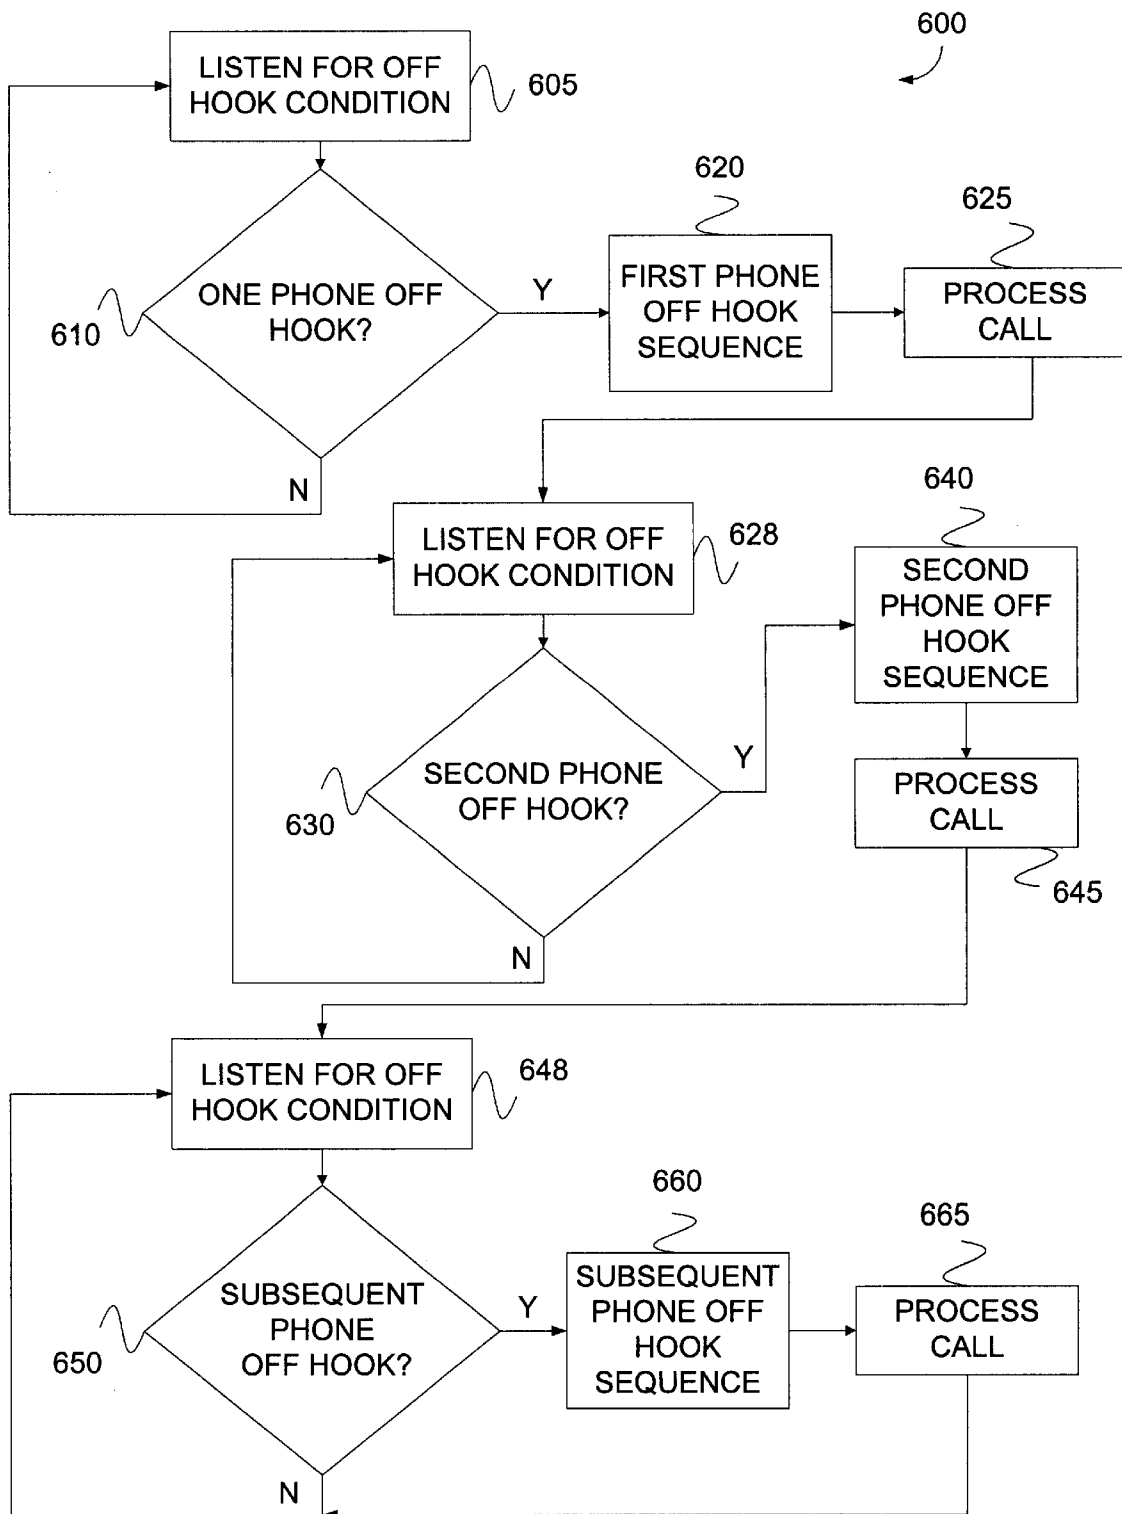 600
LISTEN FOR OFF
HOOK CONDITION
605
ONE PHONE OFF
HOOK?
610
Y
N
620
FIRST PHONE
OFF HOOK
SEQUENCE
625
PROCESS
CALL
LISTEN FOR OFF
HOOK CONDITION
628
SECOND PHONE
OFF HOOK?
630
Y
N
640
SECOND
PHONE OFF
HOOK
SEQUENCE
PROCESS
CALL
645
LISTEN FOR OFF
HOOK CONDITION
648
SUBSEQUENT
PHONE
OFF HOOK?
650
Y
N
660
SUBSEQUENT
PHONE OFF
HOOK
SEQUENCE
665
PROCESS
CALL